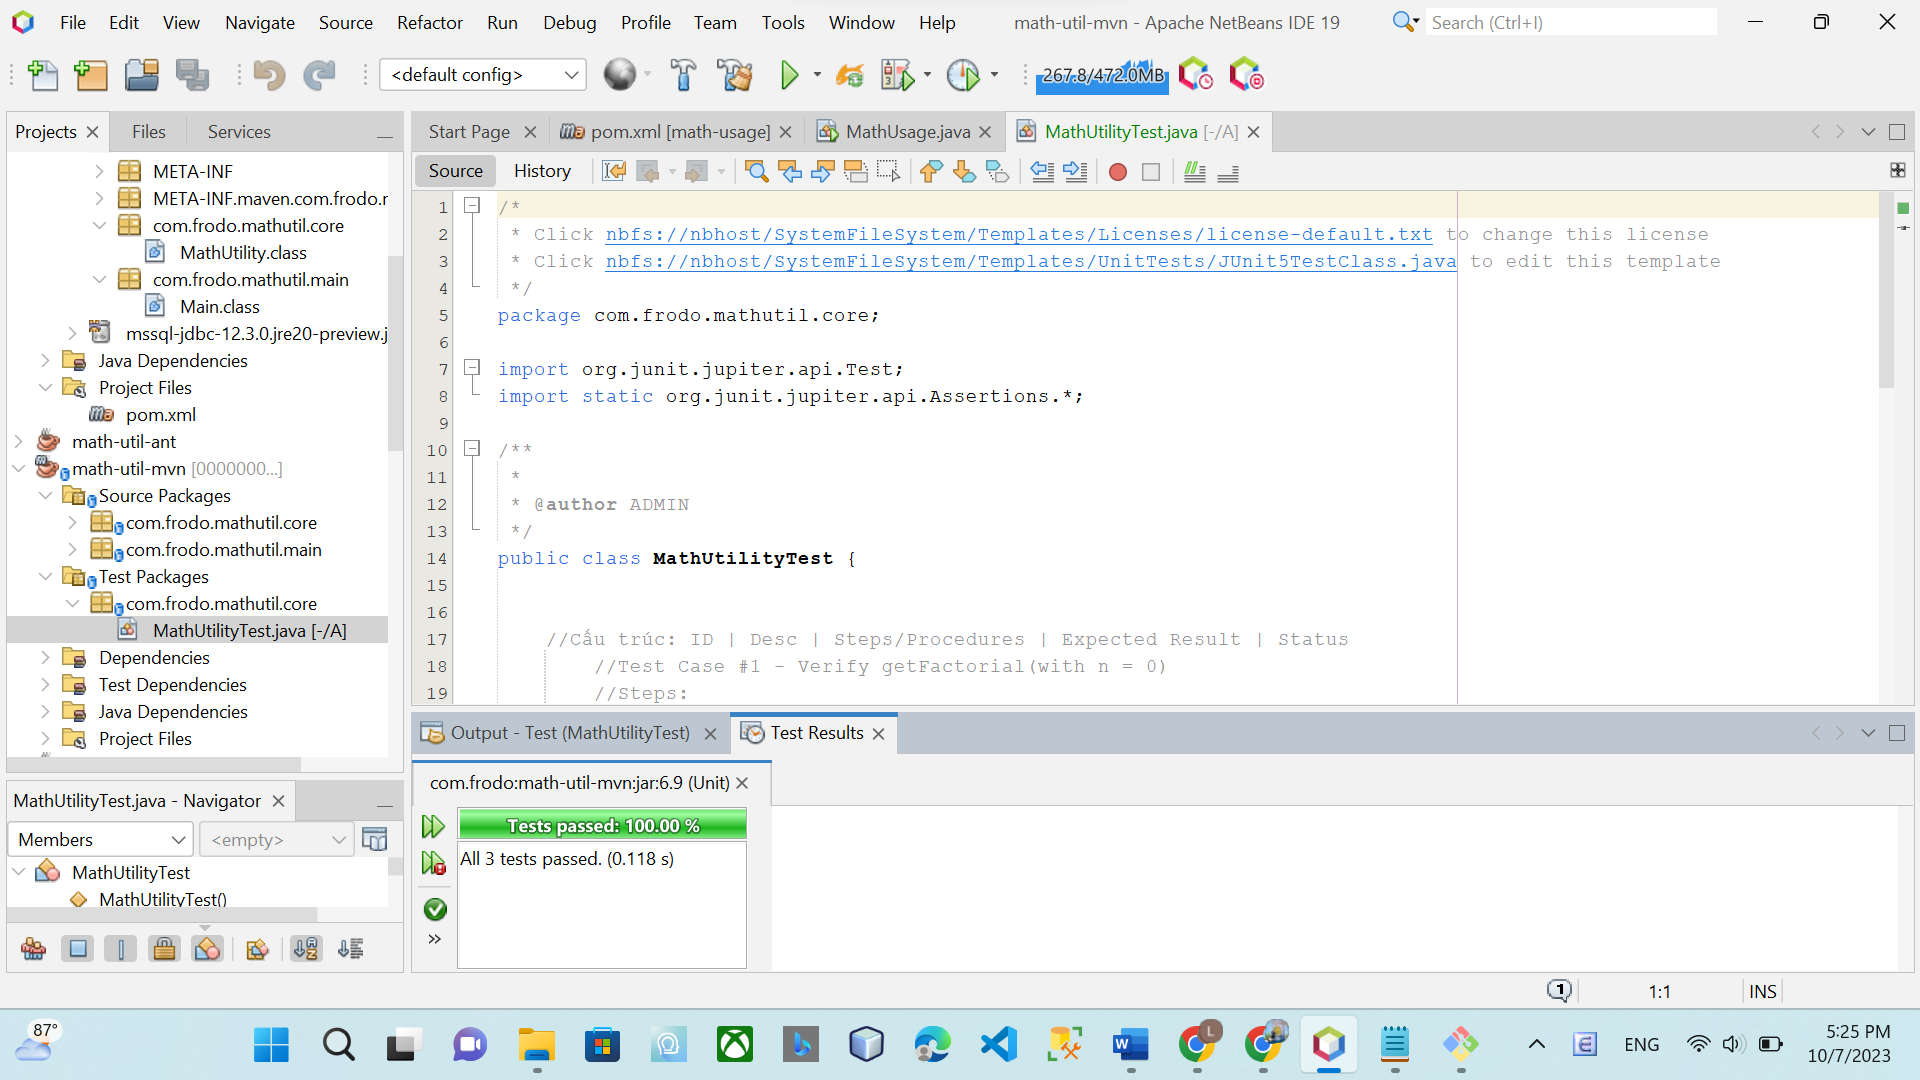 File Edit View Navigate Source Refactor Run Debug Profile Team Tools Window Help
math-util-mvn - Apache NetBeans IDE 19
Search (Ctrl+I)
<default config>
267.8/472.0MB
Projects Files Services
META-INF
META-INF.maven.com.frodo.r
com.frodo.mathutil.core
MathUtility.class
com.frodo.mathutil.main
Main.class
mssql-jdbc-12.3.0.jre20-preview.j
Java Dependencies
Project Files
pom.xml
math-util-ant
math-util-mvn [0000000...]
Source Packages
com.frodo.mathutil.core
com.frodo.mathutil.main
Test Packages
com.frodo.mathutil.core
MathUtilityTest.java [-/A]
Dependencies
Test Dependencies
Java Dependencies
Project Files
MathUtilityTest.java - Navigator
Members
<empty>
MathUtilityTest
MathUtilityTest()
Start Page
pom.xml [math-usage]
MathUsage.java
MathUtilityTest.java [-/A]
Source History
1 /*
2 * Click nbfs://nbhost/SystemFileSystem/Templates/Licenses/license-default.txt to change this license
3 * Click nbfs://nbhost/SystemFileSystem/Templates/UnitTests/JUnit5TestClass.java to edit this template
4 */
5 package com.frodo.mathutil.core;
6
7 import org.junit.jupiter.api.Test;
8 import static org.junit.jupiter.api.Assertions.*;
9
10 /**
11 *
12 * @author ADMIN
13 */
14 public class MathUtilityTest {
15
16
17 //Cấu trúc: ID | Desc | Steps/Procedures | Expected Result | Status
18 //Test Case #1 - Verify getFactorial(with n = 0)
19 //Steps:
Output - Test (MathUtilityTest)
Test Results
com.frodo:math-util-mvn:jar:6.9 (Unit)
Tests passed: 100.00 %
All 3 tests passed. (0.118 s)
1
1:1
INS
87°
L
ENG
5:25 PM
10/7/2023